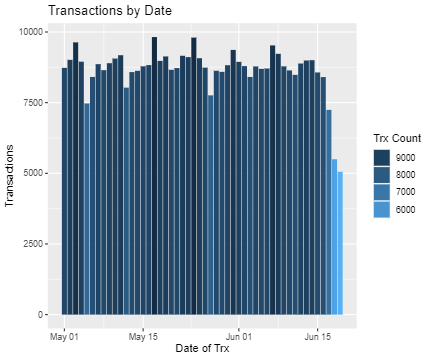 Transactions by Date
10000
7500
5000
2500
0
Transactions
May 01
May 15
Jun 01
Jun 15
Date of Trx
Trx Count
9000
8000
7000
6000